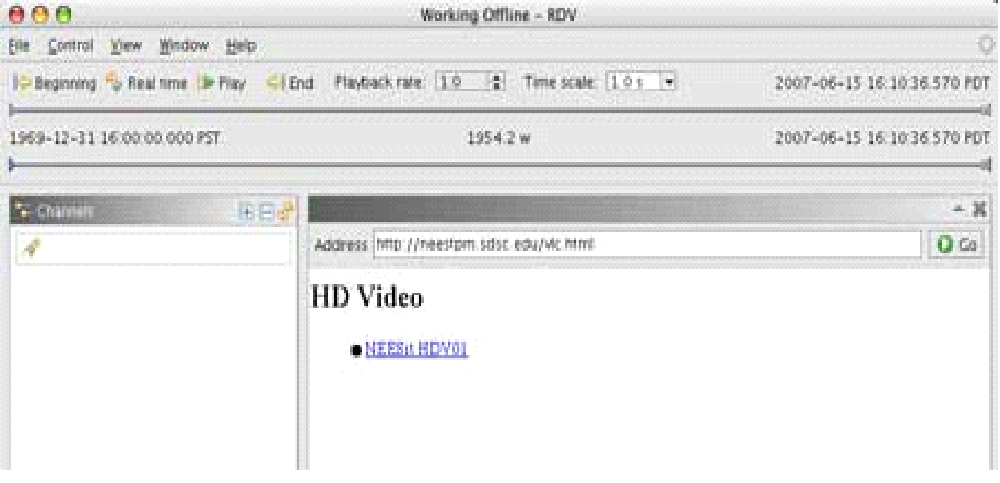 Working Offline - RDV
File Control View Window Help
Beginning Real time Play End Playback rate: 1.0 Time scale: 1.0 s 2007-06-15 16:10:36.570 PDT
1969-12-31 16:00:00.000 PST 1954.2 w 2007-06-15 16:10:36.570 PDT
Channels
Address http://neestpm.sdsc.edu/vlc.html Go
HD Video
NEESit HDV01